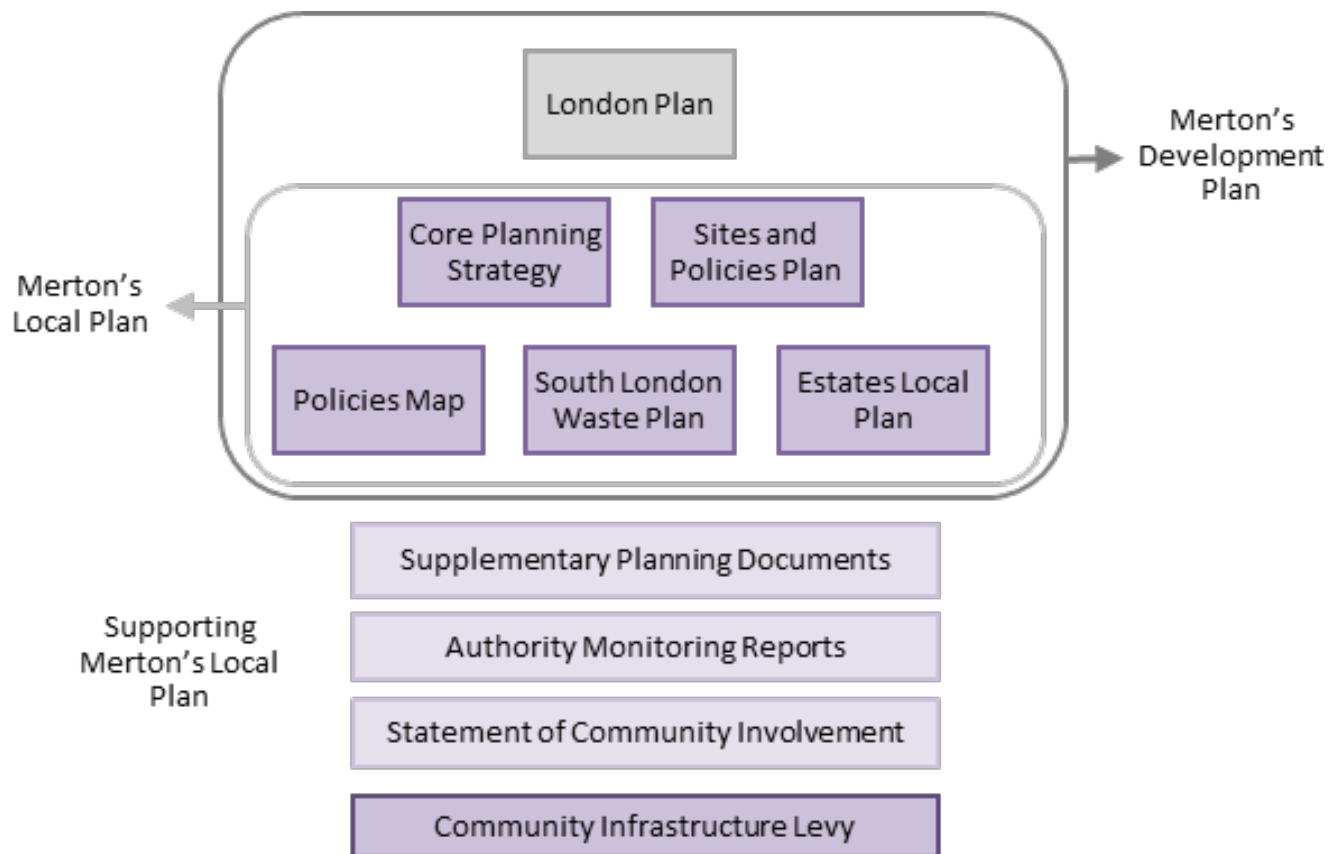 London Plan
Merton’s
Development
Plan
Core Planning
Strategy
Sites and
Policies Plan
Merton’s
Local Plan
Policies Map
South London
Waste Plan
Estates Local
Plan
Supplementary Planning Documents
Supporting
Merton’s Local
Plan
Authority Monitoring Reports
Statement of Community Involvement
Community Infrastructure Levy